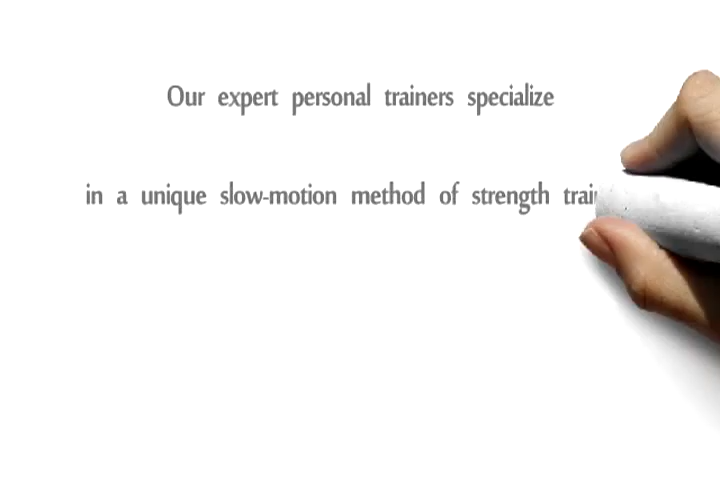 Our expert personal trainers specialize
in a unique slow-motion method of strength